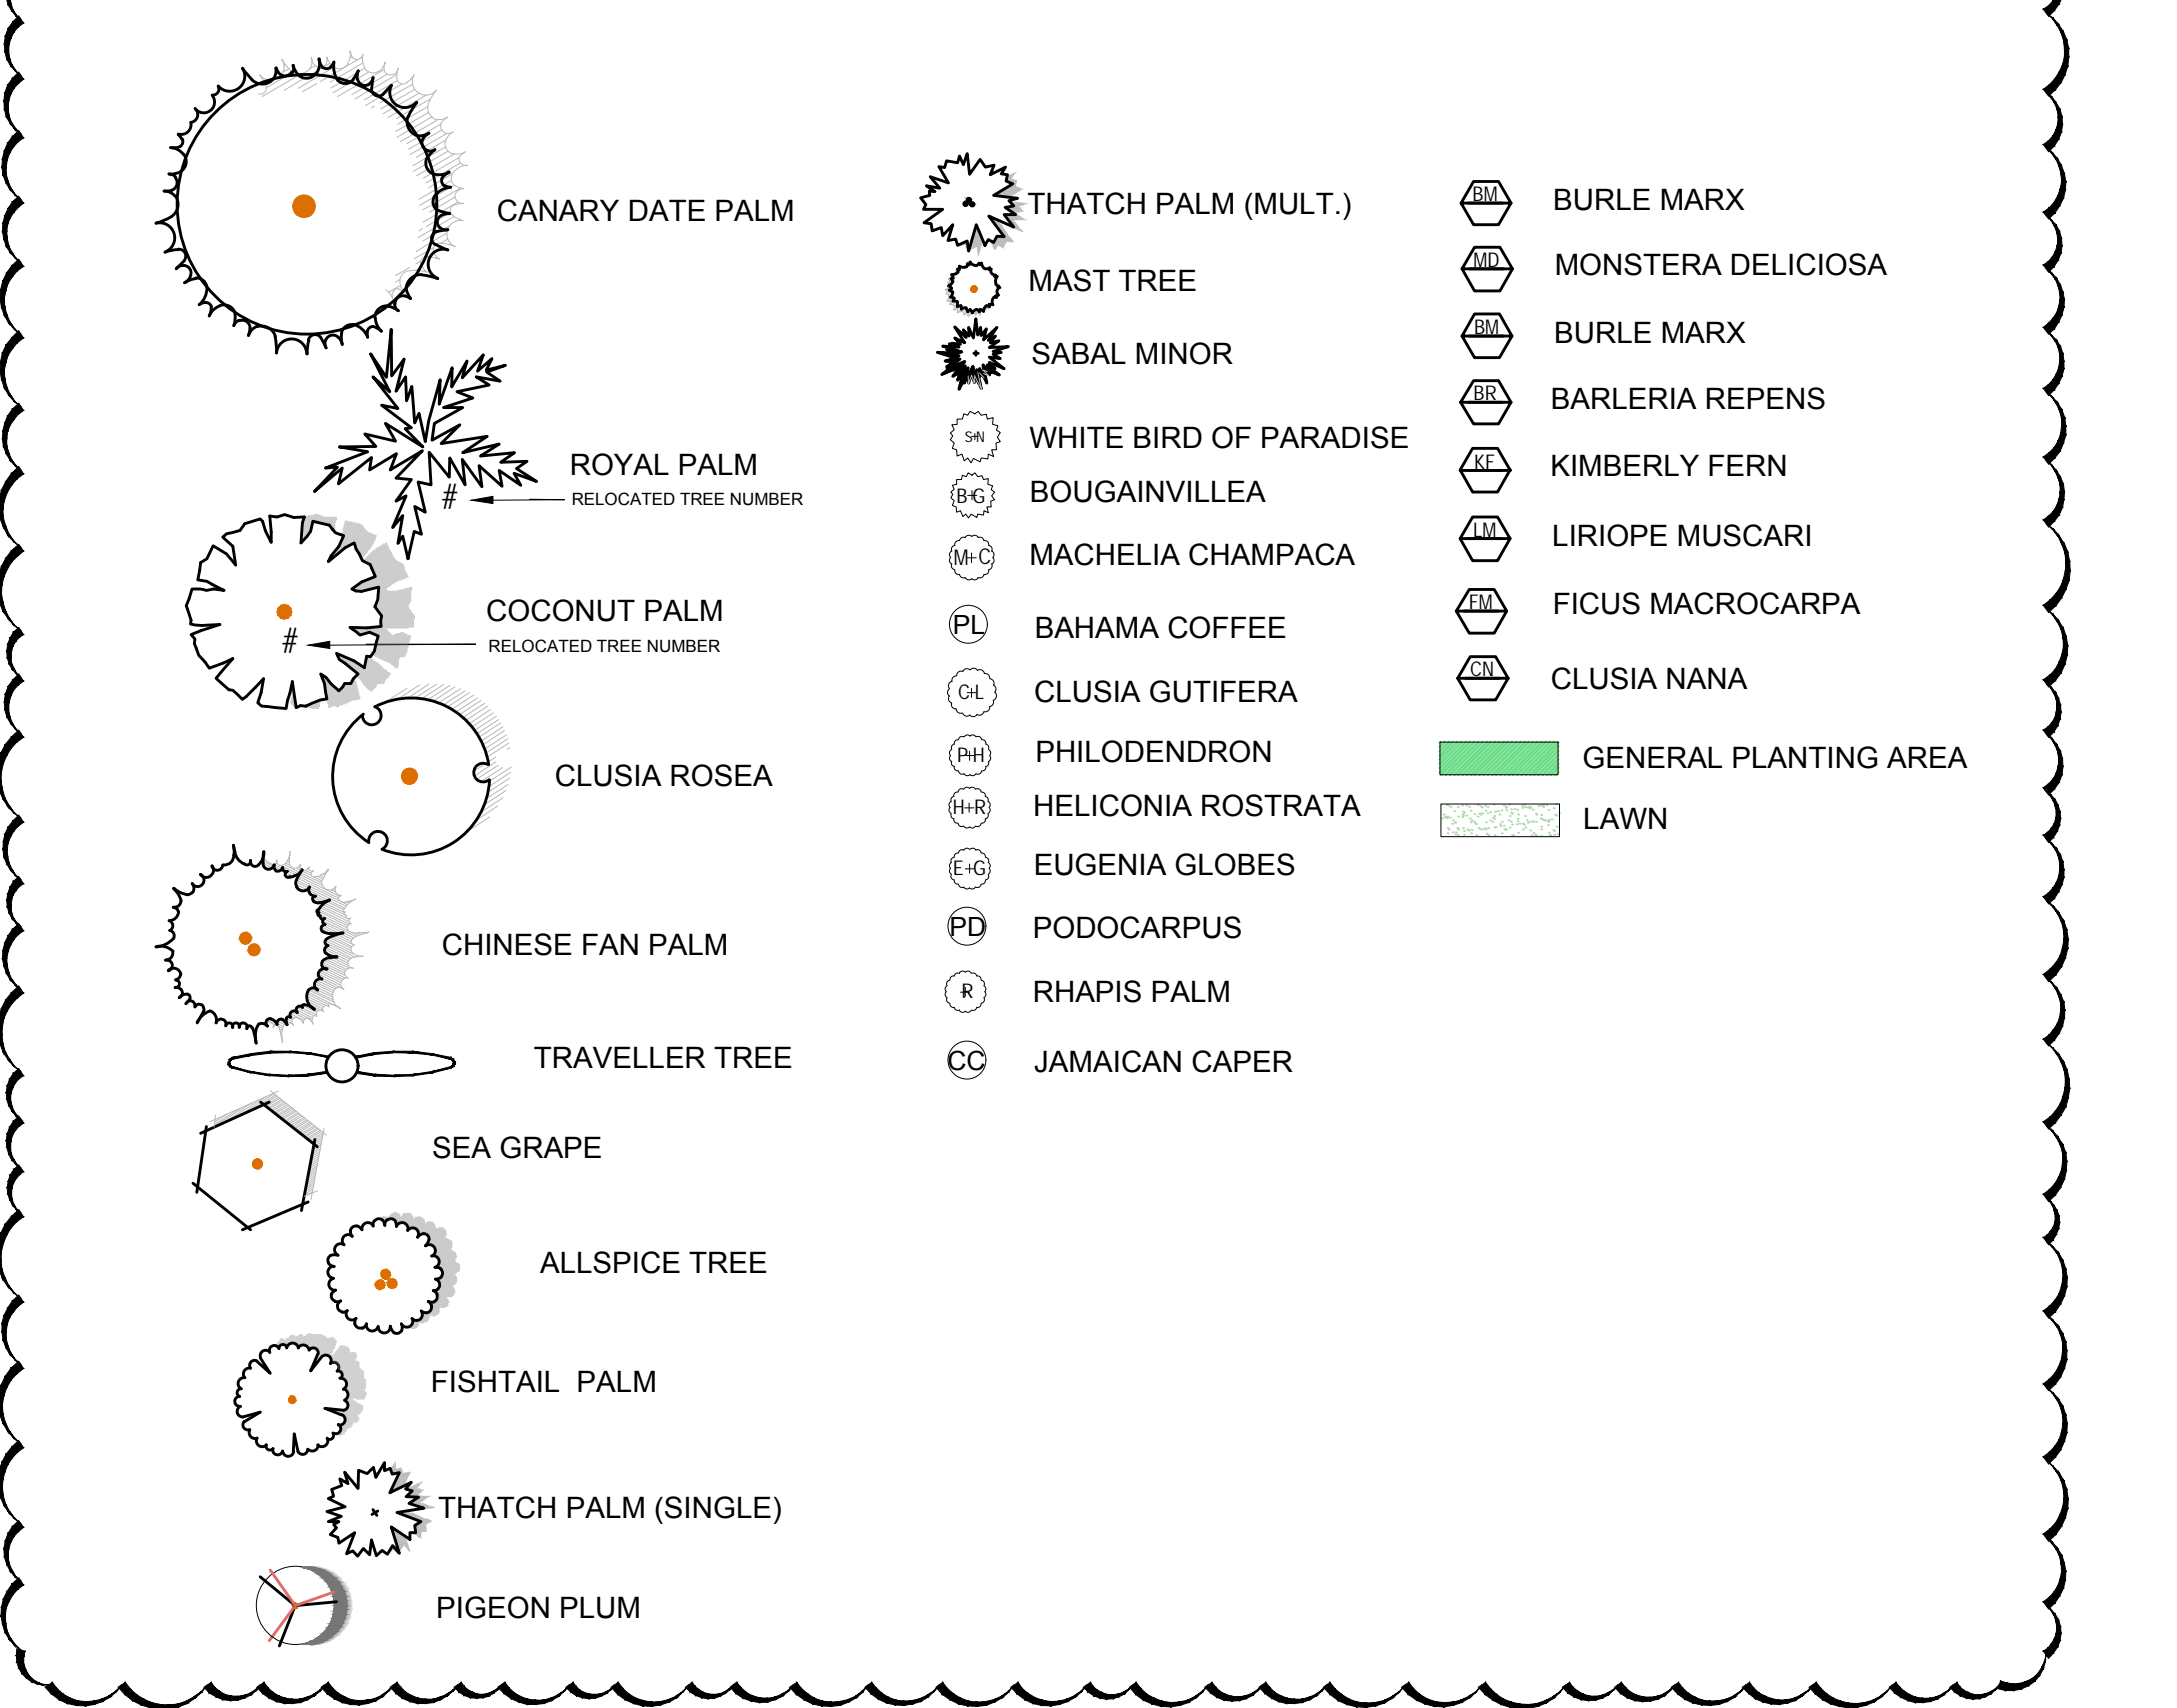 CANARY DATE PALM
ROYAL PALM
# RELOCATED TREE NUMBER
COCONUT PALM
# RELOCATED TREE NUMBER
CLUSIA ROSEA
CHINESE FAN PALM
TRAVELLER TREE
SEA GRAPE
ALLSPICE TREE
FISHTAIL PALM
THATCH PALM (SINGLE)
PIGEON PLUM
THATCH PALM (MULT.)
MAST TREE
SABAL MINOR
S+N WHITE BIRD OF PARADISE
B+G BOUGAINVILLEA
M+C MACHELIA CHAMPACA
PL BAHAMA COFFEE
C+L CLUSIA GUTIFERA
P+H PHILODENDRON
H+R HELICONIA ROSTRATA
E+G EUGENIA GLOBES
PD PODOCARPUS
+R RHAPIS PALM
CC JAMAICAN CAPER
BM BURLE MARX
MD MONSTERA DELICIOSA
BM BURLE MARX
BR BARLERIA REPENS
KF KIMBERLY FERN
LM LIRIOPE MUSCARI
FM FICUS MACROCARPA
CN CLUSIA NANA
GENERAL PLANTING AREA
LAWN